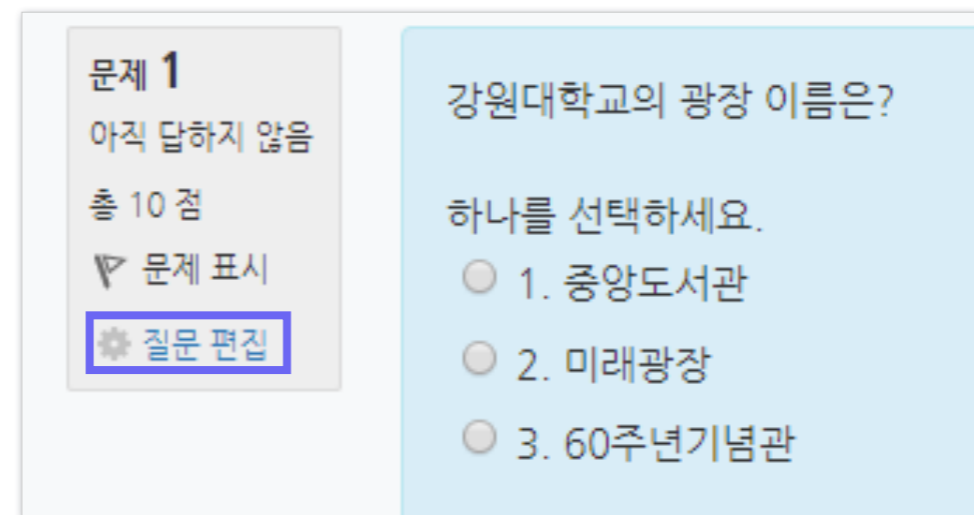 문제 1
아직 답하지 않음
총 10 점
문제 표시
질문 편집
강원대학교의 광장 이름은?
하나를 선택하세요.
1. 중앙도서관
2. 미래광장
3. 60주년기념관